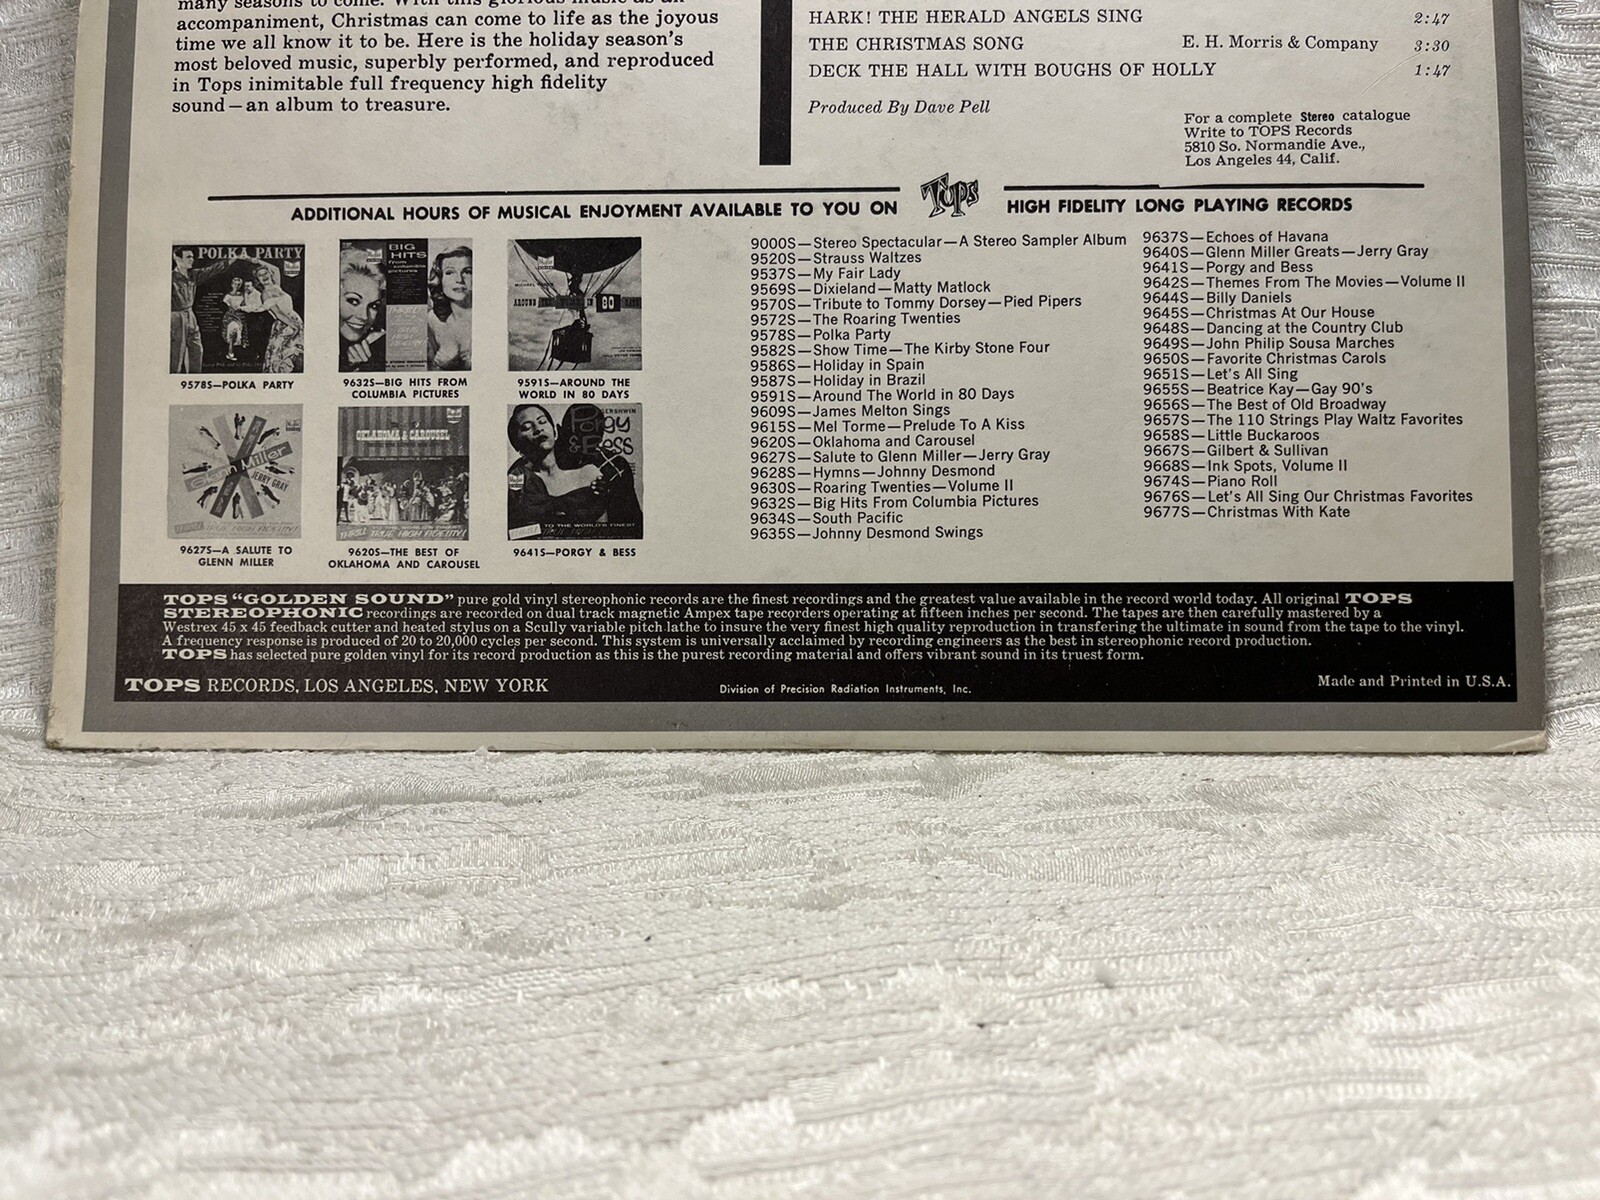 many seasons to come. With this glorious music as an
accompaniment, Christmas can come to life as the joyous
time we all know it to be. Here is the holiday season's
most beloved music, superbly performed, and reproduced
in Tops inimitable full frequency high fidelity
sound—an album to treasure.
HARK! THE HERALD ANGELS SING 2:47
THE CHRISTMAS SONG E. H. Morris & Company 3:30
DECK THE HALL WITH BOUGHS OF HOLLY 1:47
Produced By Dave Pell
For a complete Stereo catalogue
Write to TOPS Records
5810 So. Normandie Ave.,
Los Angeles 44, Calif.
ADDITIONAL HOURS OF MUSICAL ENJOYMENT AVAILABLE TO YOU ON Tops HIGH FIDELITY LONG PLAYING RECORDS
POLKA PARTY
9578S—POLKA PARTY
BIG
HITS
from
columbia
pictures
9632S—BIG HITS FROM
COLUMBIA PICTURES
AROUND THE WORLD IN 80 DAYS
9591S—AROUND THE
WORLD IN 80 DAYS
Glenn Miller
JERRY GRAY
9627S—A SALUTE TO
GLENN MILLER
OKLAHOMA & CAROUSEL
9620S—THE BEST OF
OKLAHOMA AND CAROUSEL
GERSHWIN
Porgy
& Bess
9641S—PORGY & BESS
9000S—Stereo Spectacular—A Stereo Sampler Album
9520S—Strauss Waltzes
9537S—My Fair Lady
9569S—Dixieland—Matty Matlock
9570S—Tribute to Tommy Dorsey—Pied Pipers
9572S—The Roaring Twenties
9578S—Polka Party
9582S—Show Time—The Kirby Stone Four
9586S—Holiday in Spain
9587S—Holiday in Brazil
9591S—Around The World in 80 Days
9609S—James Melton Sings
9615S—Mel Torme—Prelude To A Kiss
9620S—Oklahoma and Carousel
9627S—Salute to Glenn Miller—Jerry Gray
9628S—Hymns—Johnny Desmond
9630S—Roaring Twenties—Volume II
9632S—Big Hits From Columbia Pictures
9634S—South Pacific
9635S—Johnny Desmond Swings
9637S—Echoes of Havana
9640S—Glenn Miller Greats—Jerry Gray
9641S—Porgy and Bess
9642S—Themes From The Movies—Volume II
9644S—Billy Daniels
9645S—Christmas At Our House
9648S—Dancing at the Country Club
9649S—John Philip Sousa Marches
9650S—Favorite Christmas Carols
9651S—Let's All Sing
9655S—Beatrice Kay—Gay 90's
9656S—The Best of Old Broadway
9657S—The 110 Strings Play Waltz Favorites
9658S—Little Buckaroos
9667S—Gilbert & Sullivan
9668S—Ink Spots, Volume II
9674S—Piano Roll
9676S—Let's All Sing Our Christmas Favorites
9677S—Christmas With Kate
TOPS "GOLDEN SOUND" pure gold vinyl stereophonic records are the finest recordings and the greatest value available in the record world today. All original TOPS
STEREOPHONIC recordings are recorded on dual track magnetic Ampex tape recorders operating at fifteen inches per second. The tapes are then carefully mastered by a
Westrex 45 x 45 feedback cutter and heated stylus on a Scully variable pitch lathe to insure the very finest high quality reproduction in transfering the ultimate in sound from the tape to the vinyl.
A frequency response is produced of 20 to 20,000 cycles per second. This system is universally acclaimed by recording engineers as the best in stereophonic record production.
TOPS has selected pure golden vinyl for its record production as this is the purest recording material and offers vibrant sound in its truest form.
TOPS RECORDS, LOS ANGELES, NEW YORK Division of Precision Radiation Instruments, Inc. Made and Printed in U.S.A.